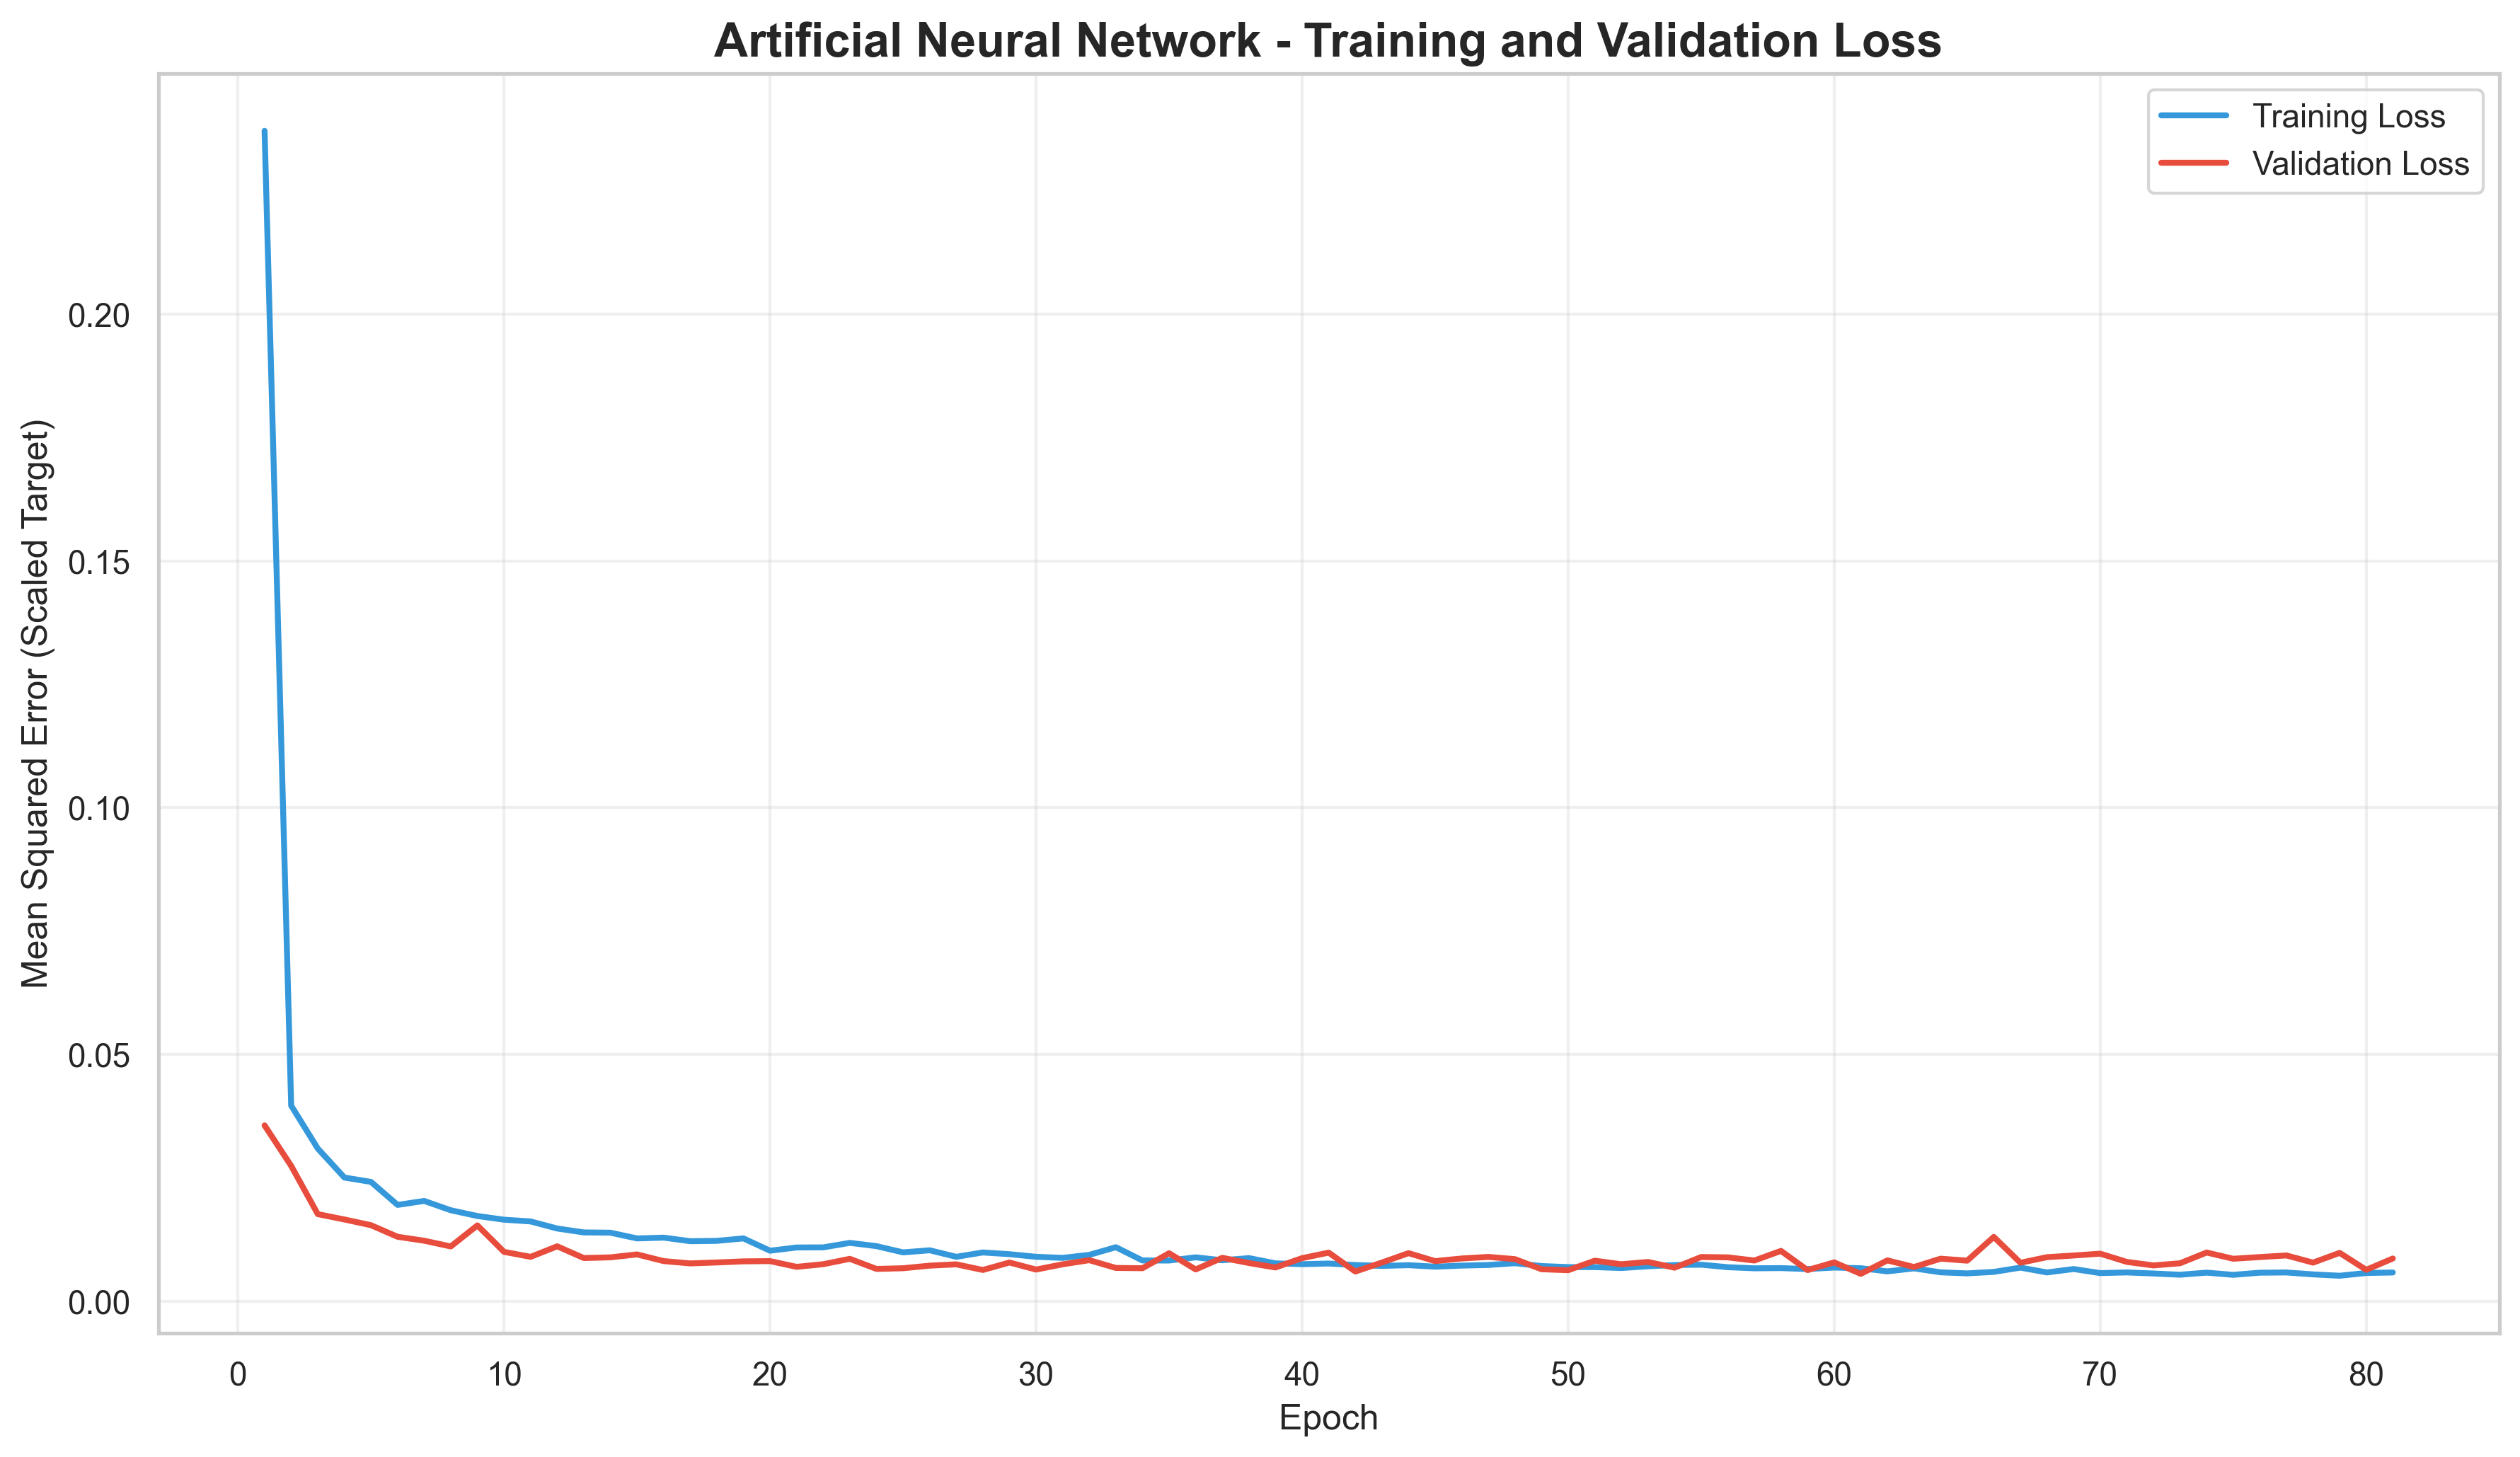 Artificial Neural Network - Training and Validation Loss
Training Loss
Validation Loss
Mean Squared Error (Scaled Target)
0.20
0.15
0.10
0.05
0.00
0 10 20 30 40 50 60 70 80
Epoch